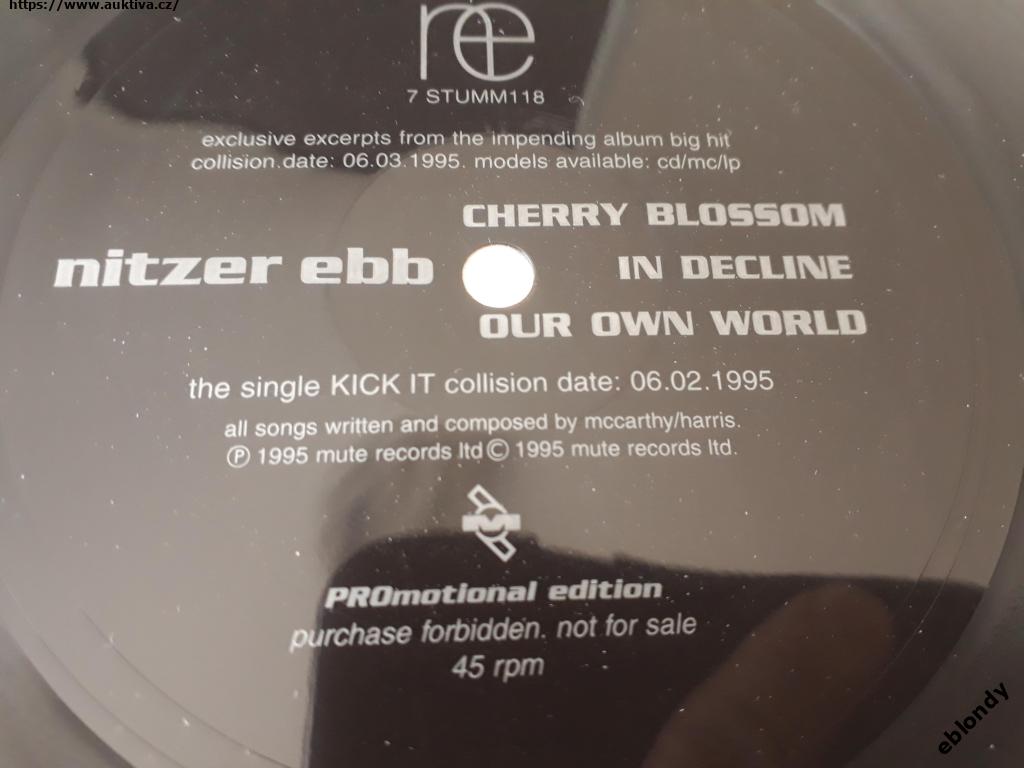 https://www.auktiva.cz/
ne
7 STUMM118
exclusive excerpts from the impending album big hit
collision.date: 06.03.1995. models available: cd/mc/lp
CHERRY BLOSSOM
nitzer ebb IN DECLINE
OUR OWN WORLD
the single KICK IT collision date: 06.02.1995
all songs written and composed by mccarthy/harris.
Ⓟ 1995 mute records ltd © 1995 mute records ltd.
PROmotional edition
purchase forbidden. not for sale
45 rpm
eblondy